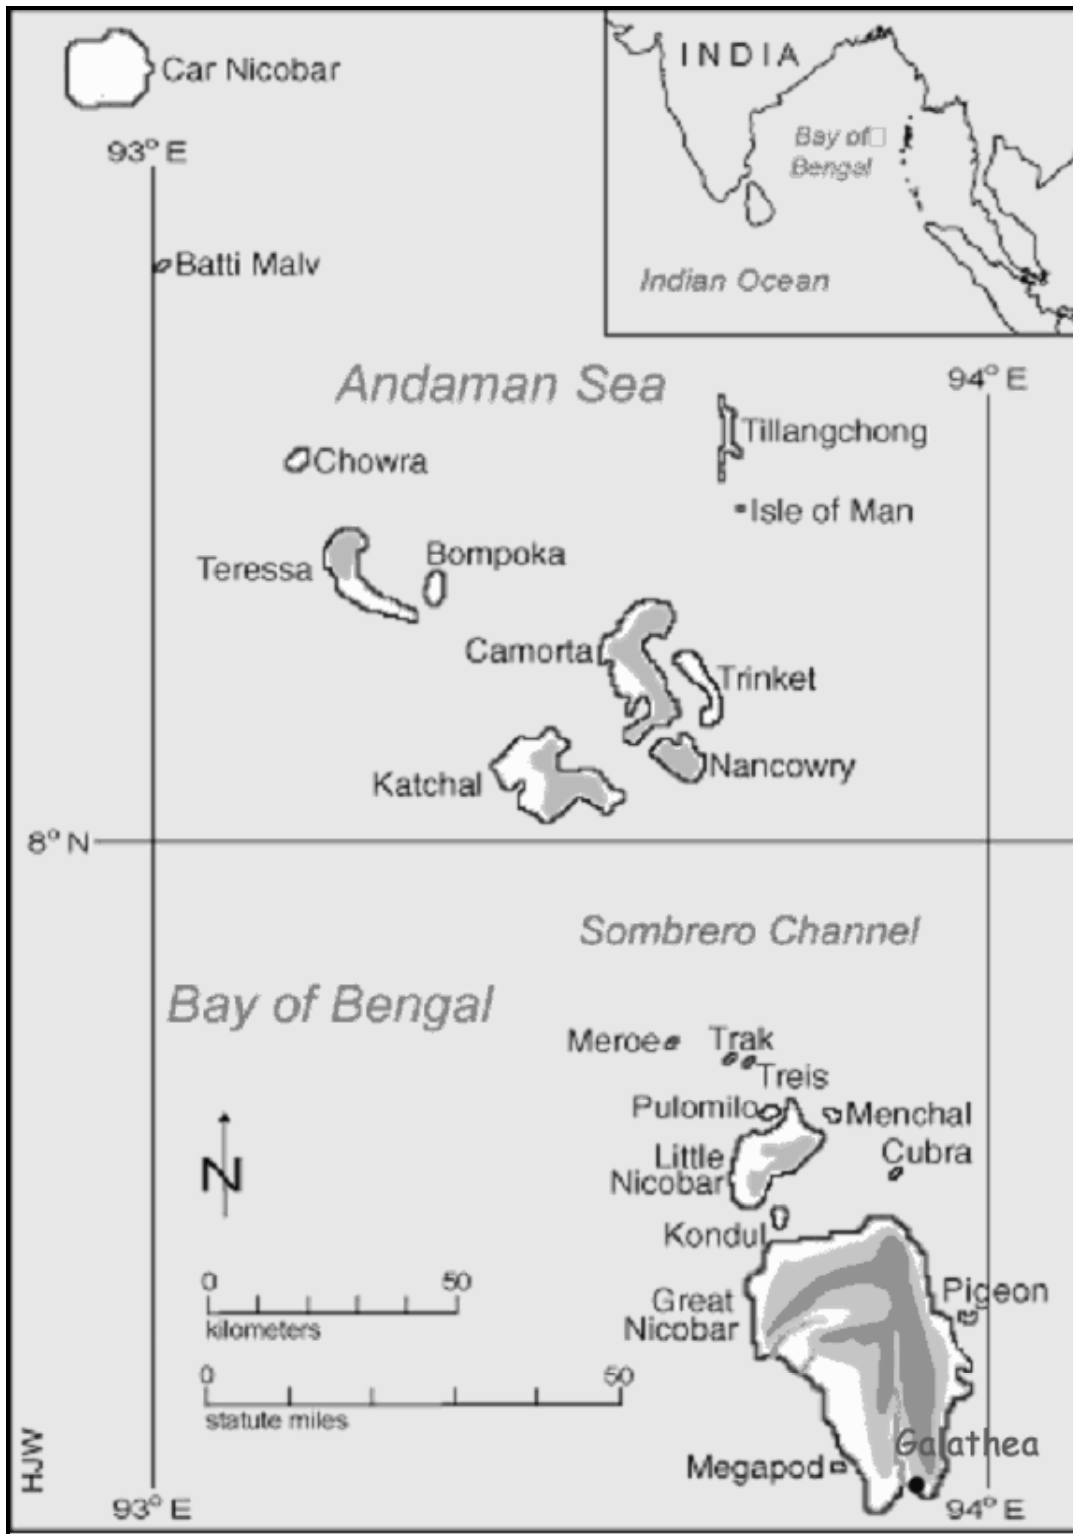 Car Nicobar
INDIA
Bay of
Bengal
Indian Ocean
93° E
Batti Malv
Andaman Sea
94° E
Tillangchong
Chowra
Isle of Man
Bompoka
Teressa
Camorta
Trinket
Nancowry
Katchal
8° N
Sombrero Channel
Bay of Bengal
Meroe
Trak
Treis
Pulomilo
Menchal
Little
Nicobar
Cubra
Kondul
N
0 50
kilometers
Great
Nicobar
Pigeon
0 50
statute miles
Galathea
Megapod
HJW
93° E
94° E